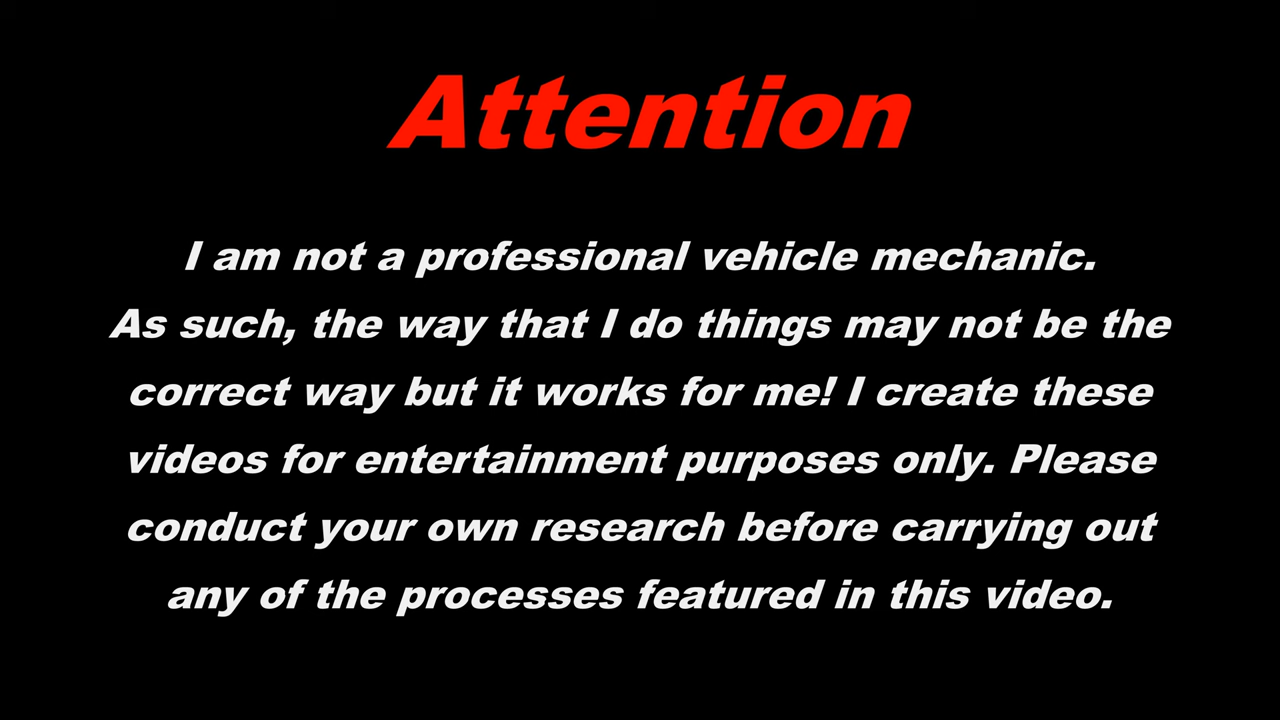 Attention
I am not a professional vehicle mechanic.
As such, the way that I do things may not be the
correct way but it works for me! I create these
videos for entertainment purposes only. Please
conduct your own research before carrying out
any of the processes featured in this video.